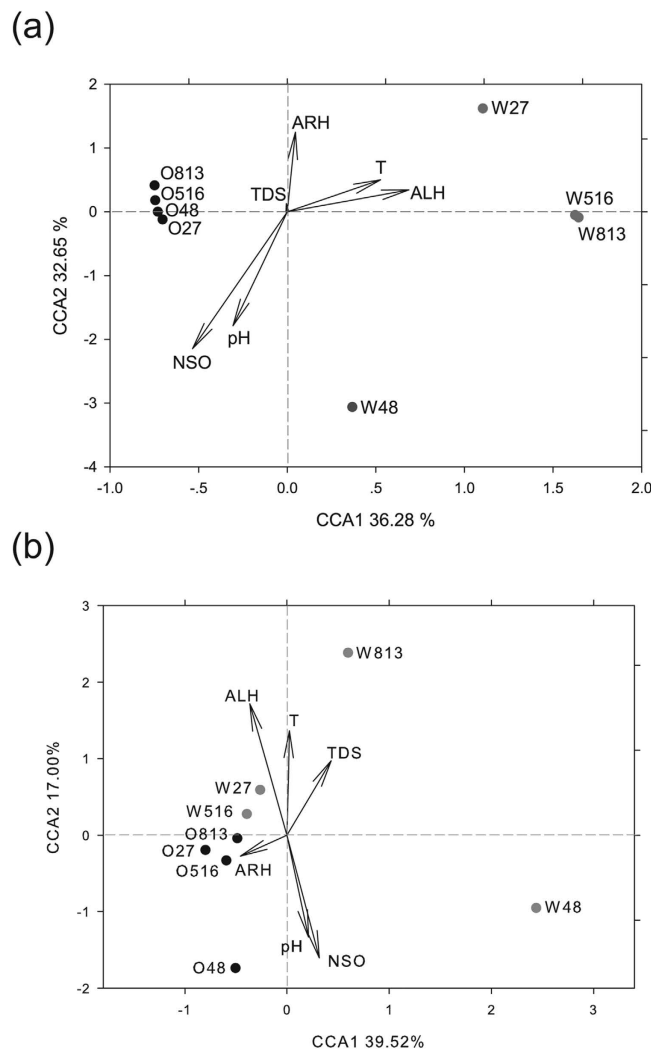 (a)
2
W27
ARH
T
O813
O516
TDS
ALH
W516
1
0
O48
O27
W813
-1
CCA2 32.65 %
-2
pH
NSO
-3
W48
-4
-1.0
-.5
0.0
.5
1.0
1.5
2.0
CCA1 36.28 %
(b)
3
W813
2
ALH
T
TDS
1
W27
W516
CCA2 17.00%
O813
0
O27
O516
ARH
-1
W48
pH
NSO
O48
-2
-1
0
1
2
3
CCA1 39.52%